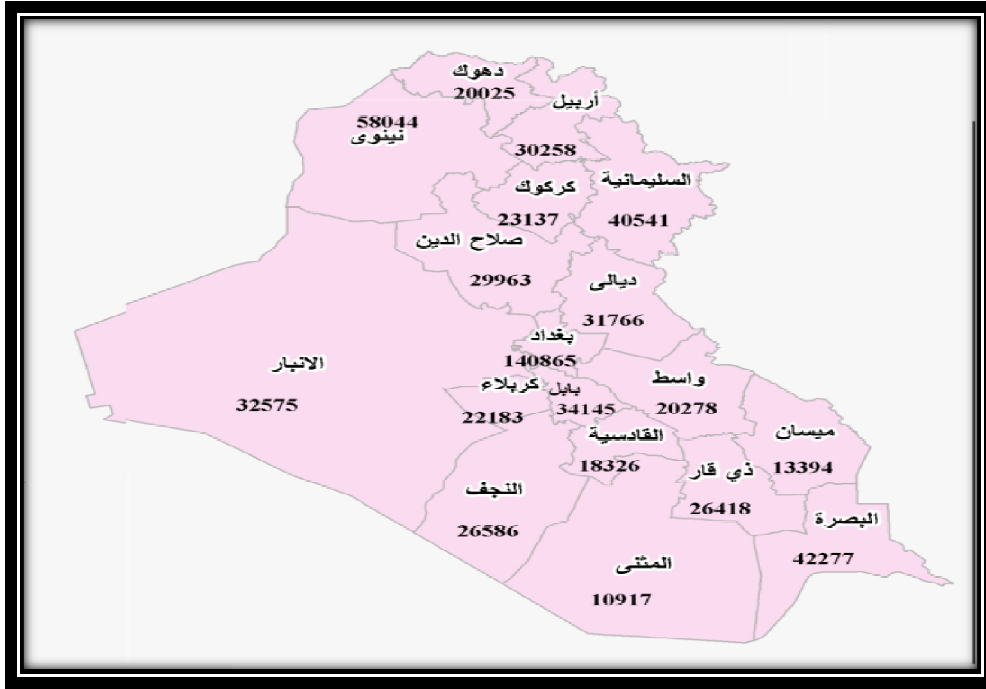 دهوك
20025
أربيل
58044
نينوى
30258
السليمانية
كركوك
40541
23137
صلاح الدين
29963
ديالى
31766
بغداد
140865
الانبار
32575
كربلاء
22183
بابل
34145
واسط
20278
القادسية
18326
ميسان
13394
ذي قار
26418
النجف
26586
البصرة
42277
المثنى
10917